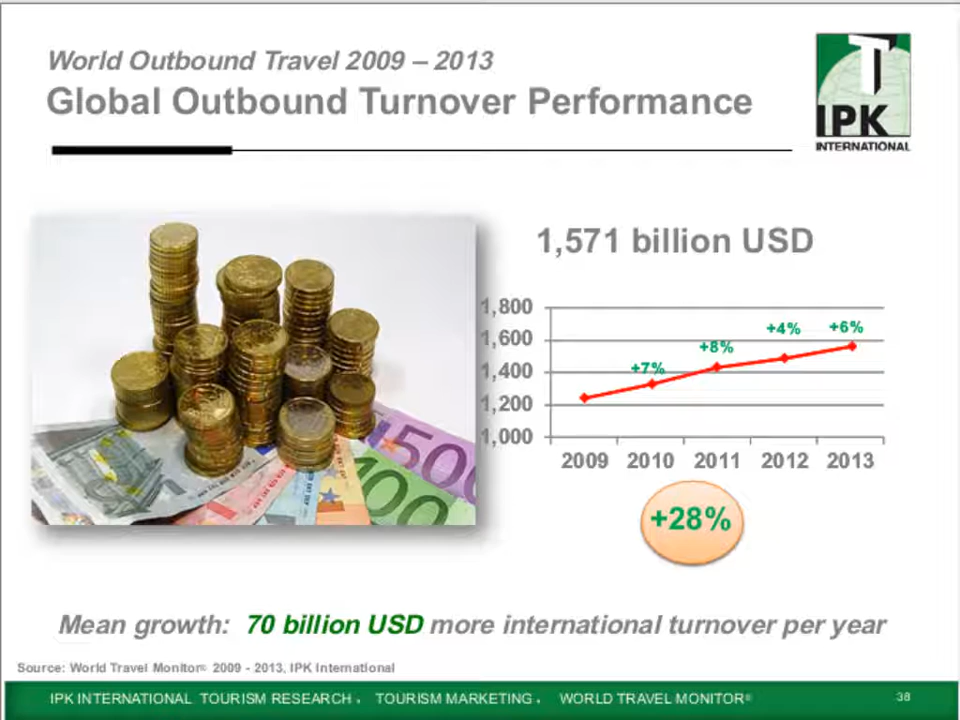 World Outbound Travel 2009 – 2013
Global Outbound Turnover Performance
T
IPK
INTERNATIONAL
1,571 billion USD
1,800
1,600
1,400
1,200
1,000
+7%
+8%
+4%
+6%
2009 2010 2011 2012 2013
500
100
+28%
Mean growth: 70 billion USD more international turnover per year
Source: World Travel Monitor© 2009 - 2013, IPK International
IPK INTERNATIONAL TOURISM RESEARCH • TOURISM MARKETING • WORLD TRAVEL MONITOR® 38